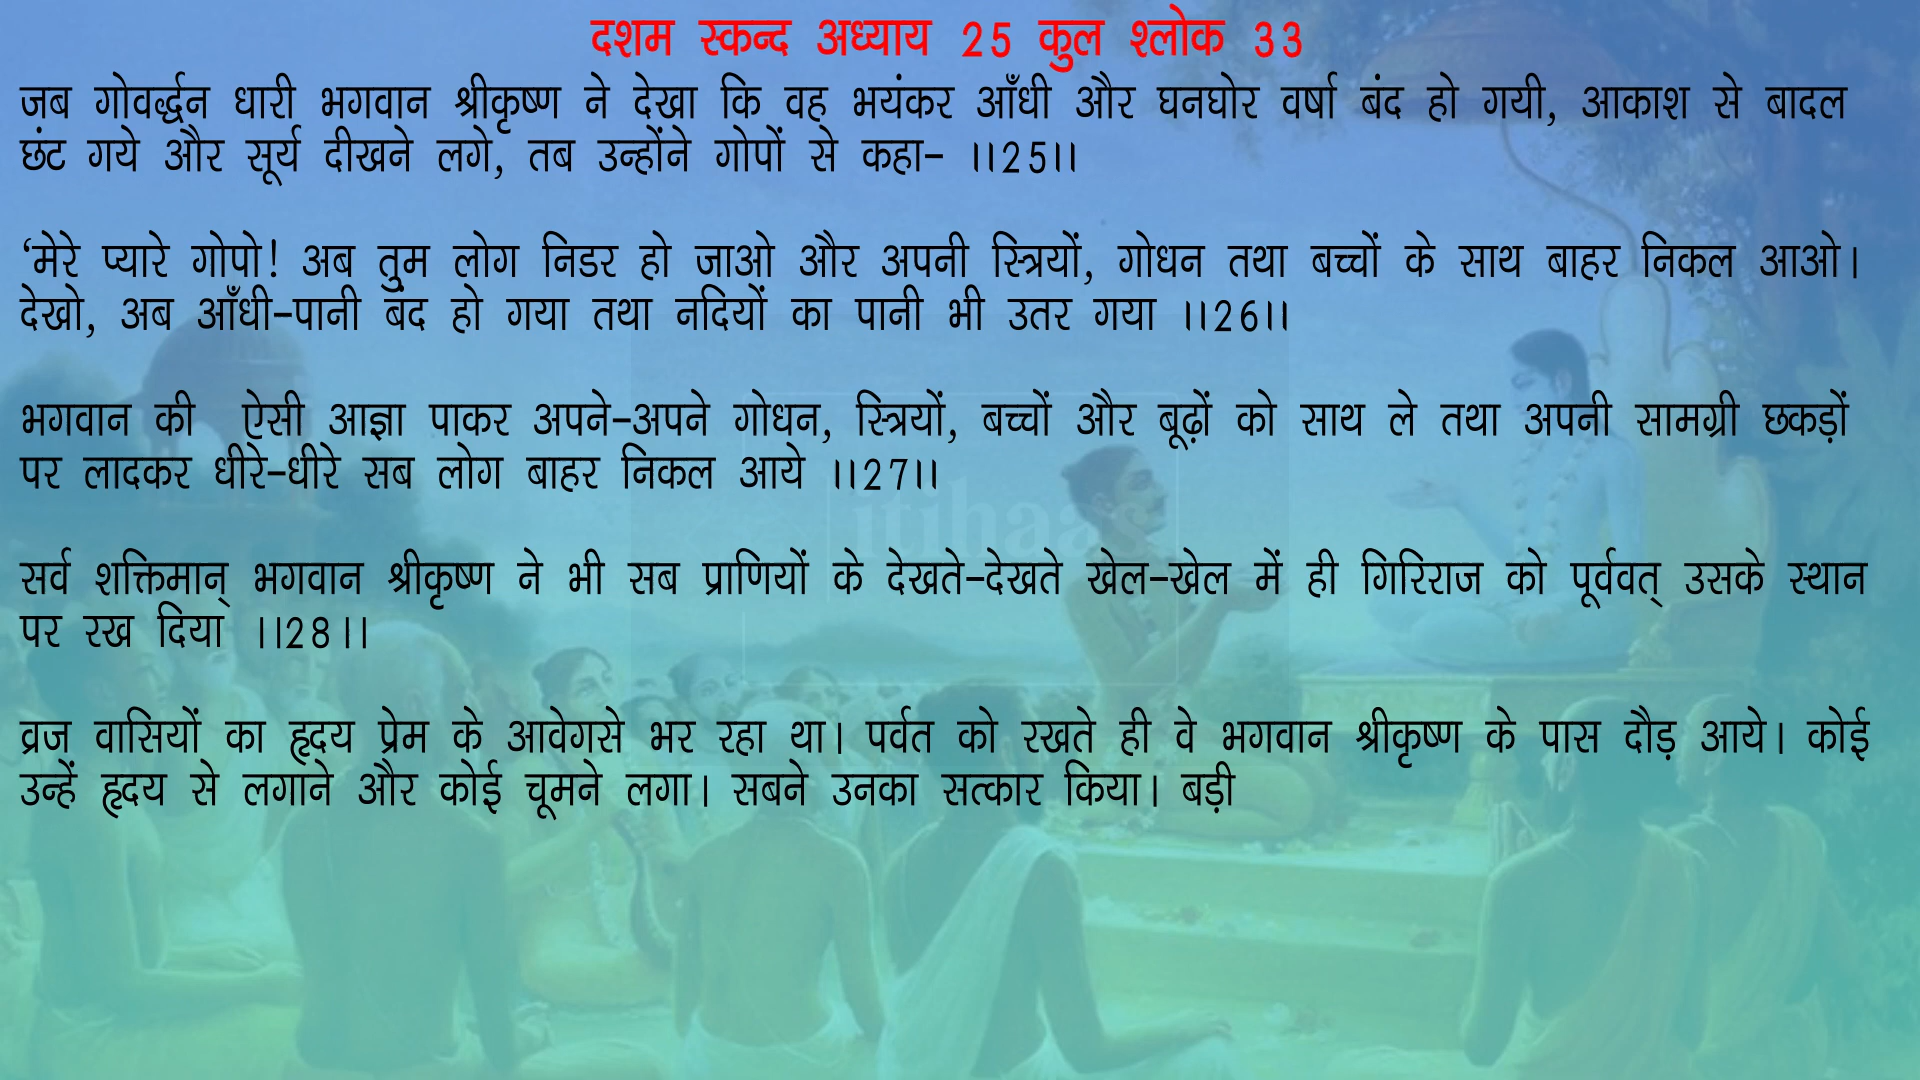 दशम स्कन्द अध्याय 25 कुल श्लोक 33
जब गोवर्द्धन धारी भगवान श्रीकृष्ण ने देखा कि वह भयंकर आँधी और घनघोर वर्षा बंद हो गयी, आकाश से बादल
छंट गये और सूर्य दीखने लगे, तब उन्होंने गोपों से कहा- ।।25।।
‘मेरे प्यारे गोपो! अब तुम लोग निडर हो जाओ और अपनी स्त्रियों, गोधन तथा बच्चों के साथ बाहर निकल आओ।
देखो, अब आँधी-पानी बंद हो गया तथा नदियों का पानी भी उतर गया ।।26।।
भगवान की ऐसी आज्ञा पाकर अपने-अपने गोधन, स्त्रियों, बच्चों और बूढ़ों को साथ ले तथा अपनी सामग्री छकड़ों
पर लादकर धीरे-धीरे सब लोग बाहर निकल आये ।।27।।
सर्व शक्तिमान् भगवान श्रीकृष्ण ने भी सब प्राणियों के देखते-देखते खेल-खेल में ही गिरिराज को पूर्ववत् उसके स्थान
पर रख दिया ।।28।।
व्रज वासियों का हृदय प्रेम के आवेगसे भर रहा था। पर्वत को रखते ही वे भगवान श्रीकृष्ण के पास दौड़ आये। कोई
उन्हें हृदय से लगाने और कोई चूमने लगा। सबने उनका सत्कार किया। बड़ी
itihaas